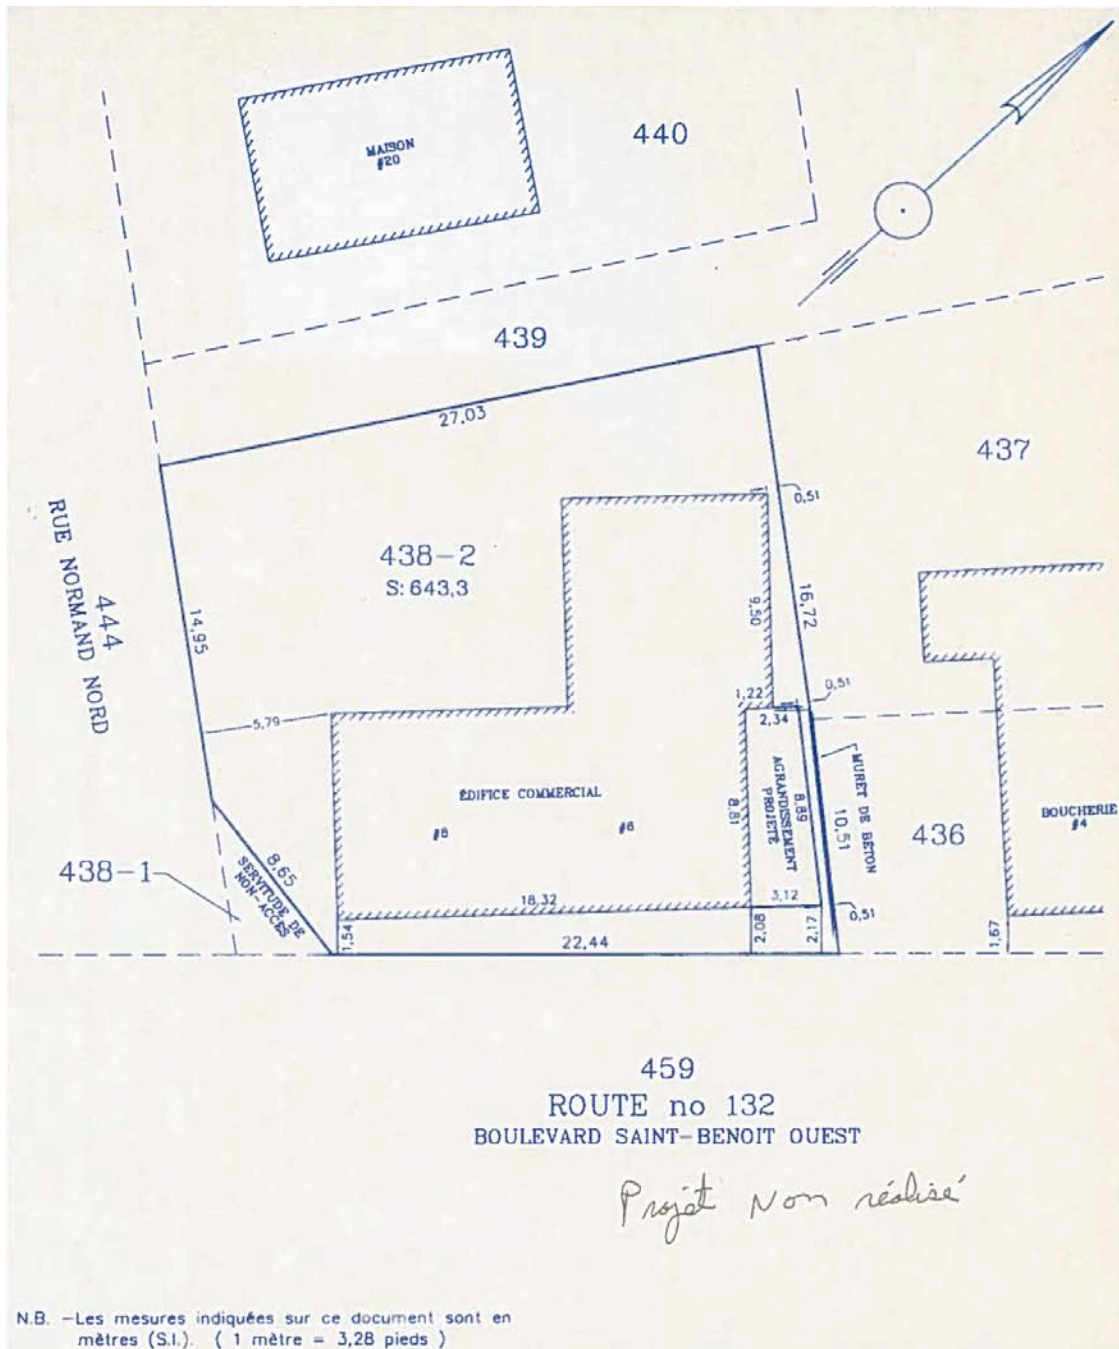 MAISON
#20
440
439
27,03
437
0,51
438-2
S: 643,3
RUE NORMAND NORD
444
14,95
9,50
16,72
5,79
1,22
0,51
2,34
ÉDIFICE COMMERCIAL
#8
#6
8,81
AGRANDISSEMENT
PROJETÉ
8,89
MURET DE BÉTON
10,51
436
BOUCHERIE
#4
438-1
8,65
SERVITUDE DE
NON-ACCÈS
18,32
3,12
0,51
1,54
22,44
2,08
2,17
1,67
459
ROUTE no 132
BOULEVARD SAINT-BENOIT OUEST
Projet Non réalisé
N.B. -Les mesures indiquées sur ce document sont en
mètres (S.I.). ( 1 mètre = 3,28 pieds )